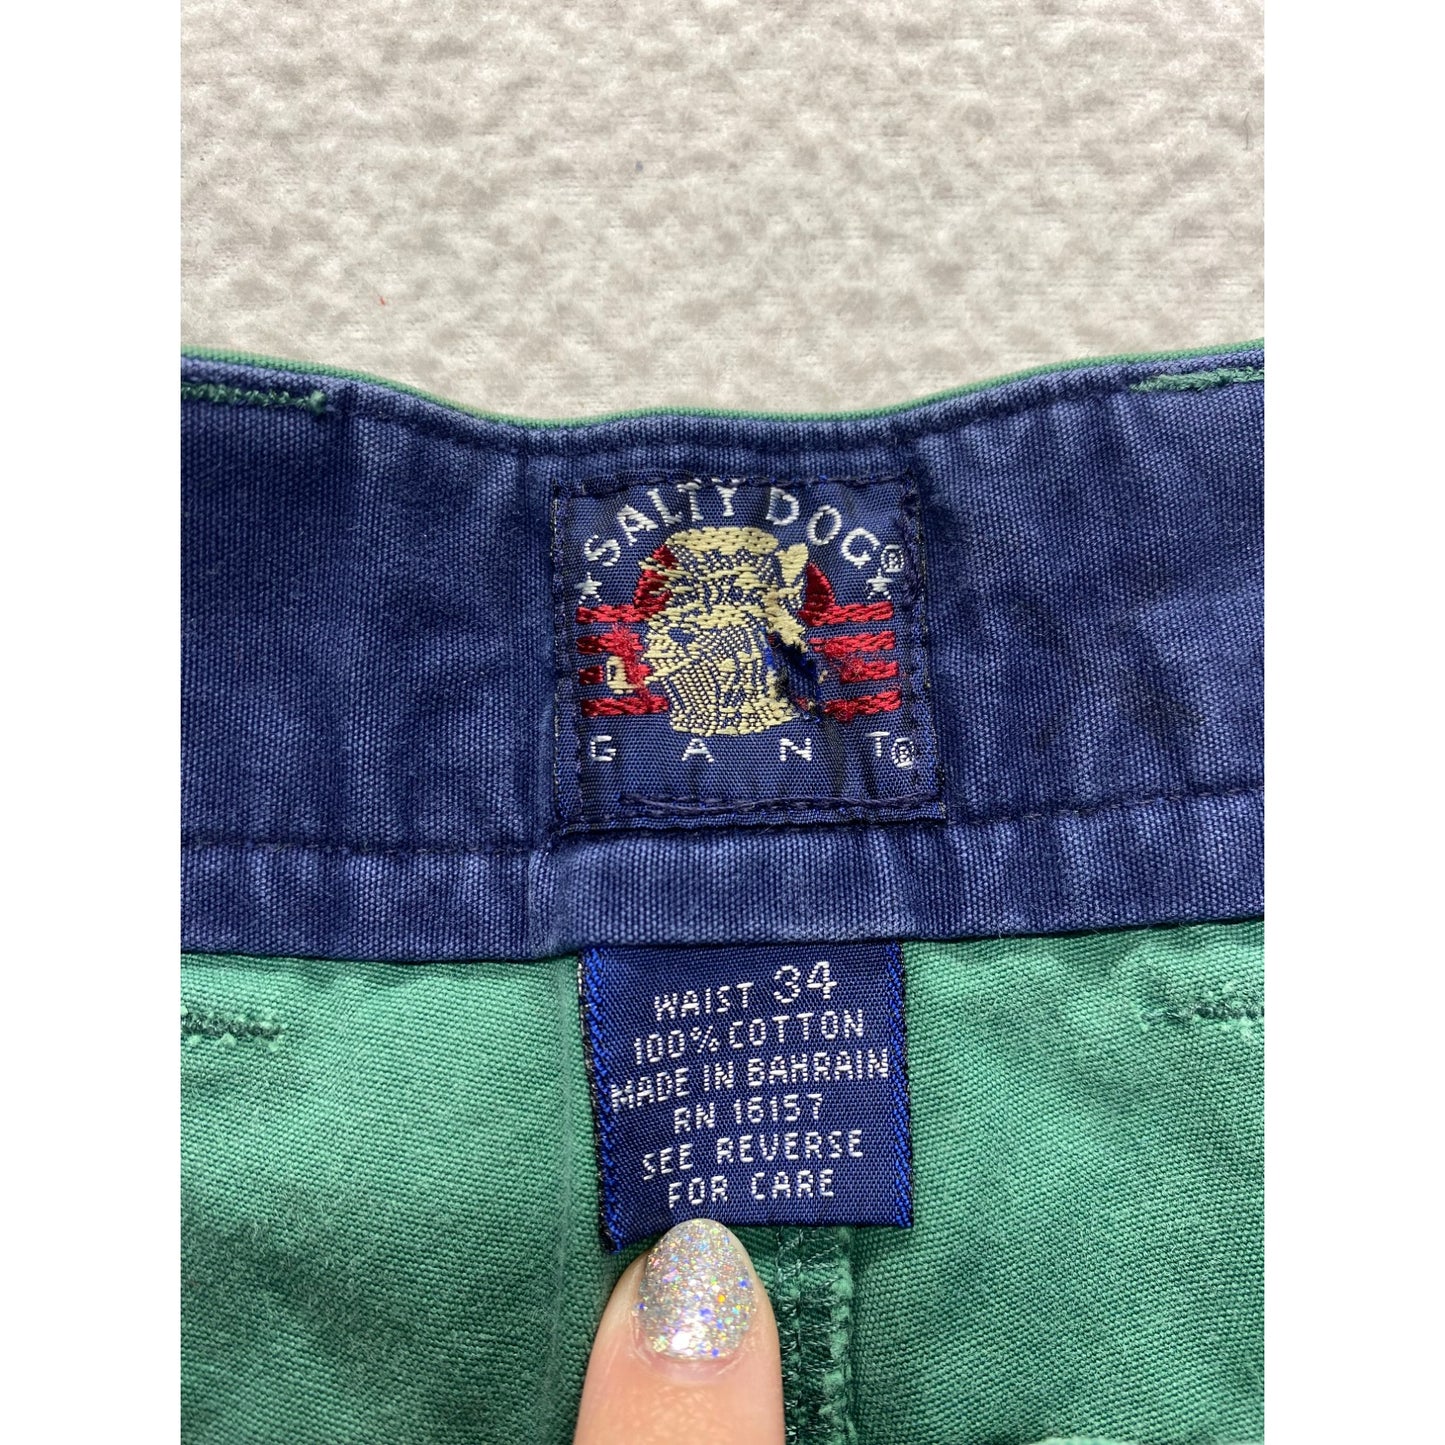 SALTY DOG®
GANT®
WAIST 34
100% COTTON
MADE IN BAHRAIN
RN 16157
SEE REVERSE
FOR CARE